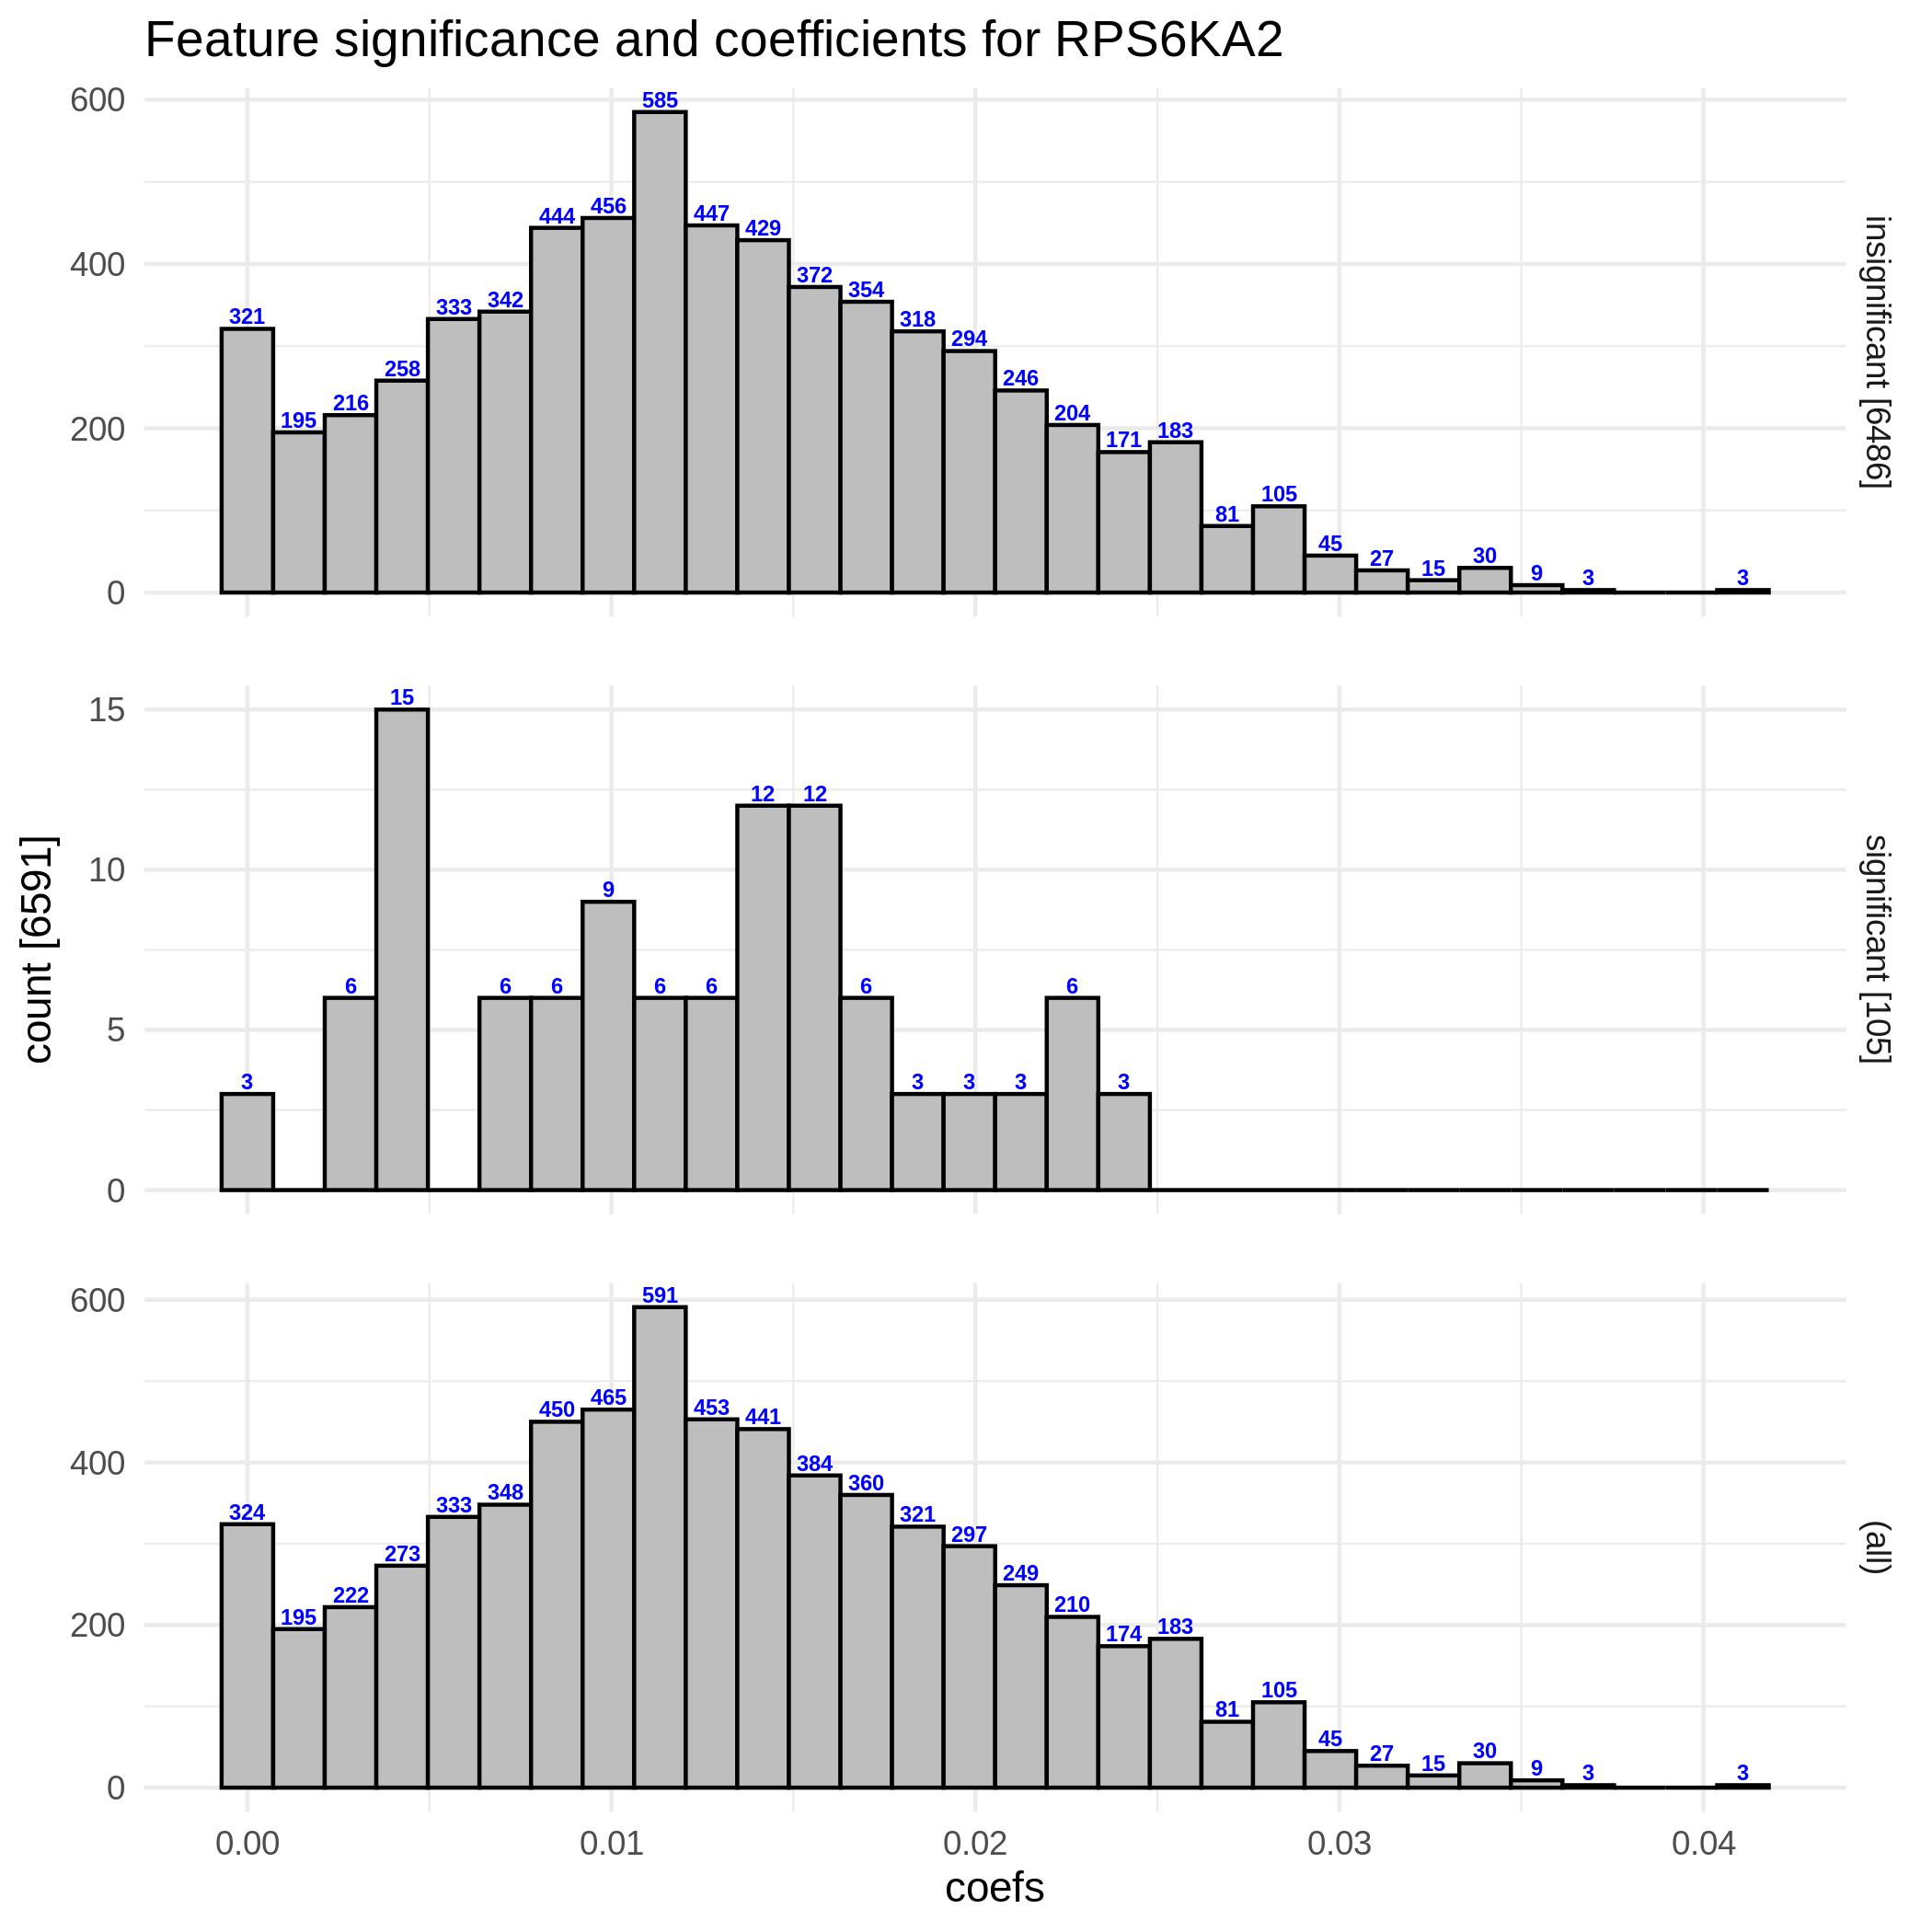 Feature significance and coefficients for RPS6KA2
600
400
200
0
321 195 216 258 333 342 444 456 585 447 429 372 354 318 294 246 204 171 183 81 105 45 27 15 30 9 3 3
insignificant [6486]
count [6591]
15
10
5
0
3 6 15 6 6 9 6 6 12 12 6 3 3 3 6 3
significant [105]
600
400
200
0
324 195 222 273 333 348 450 465 591 453 441 384 360 321 297 249 210 174 183 81 105 45 27 15 30 9 3 3
(all)
0.00 0.01 0.02 0.03 0.04
coefs